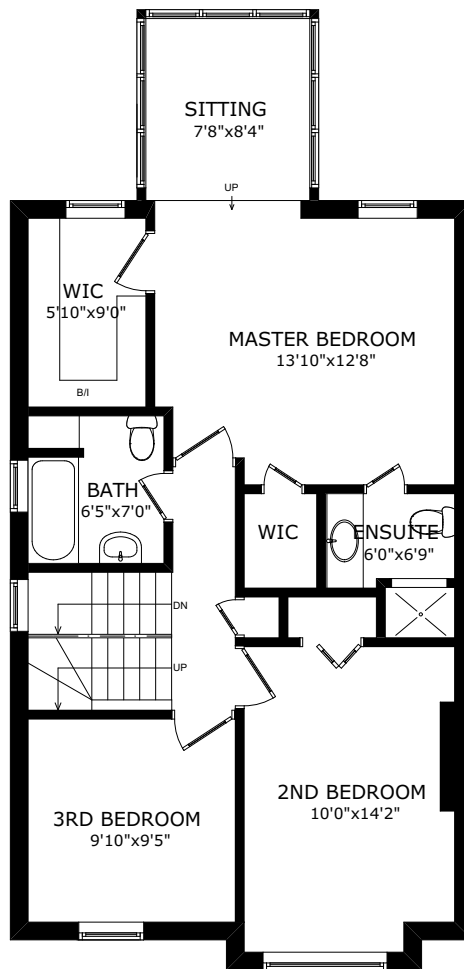 SITTING
7'8"x8'4"
UP
WIC
5'10"x9'0"
B/I
MASTER BEDROOM
13'10"x12'8"
BATH
6'5"x7'0"
WIC
ENSUITE
6'0"x6'9"
DN
UP
3RD BEDROOM
9'10"x9'5"
2ND BEDROOM
10'0"x14'2"